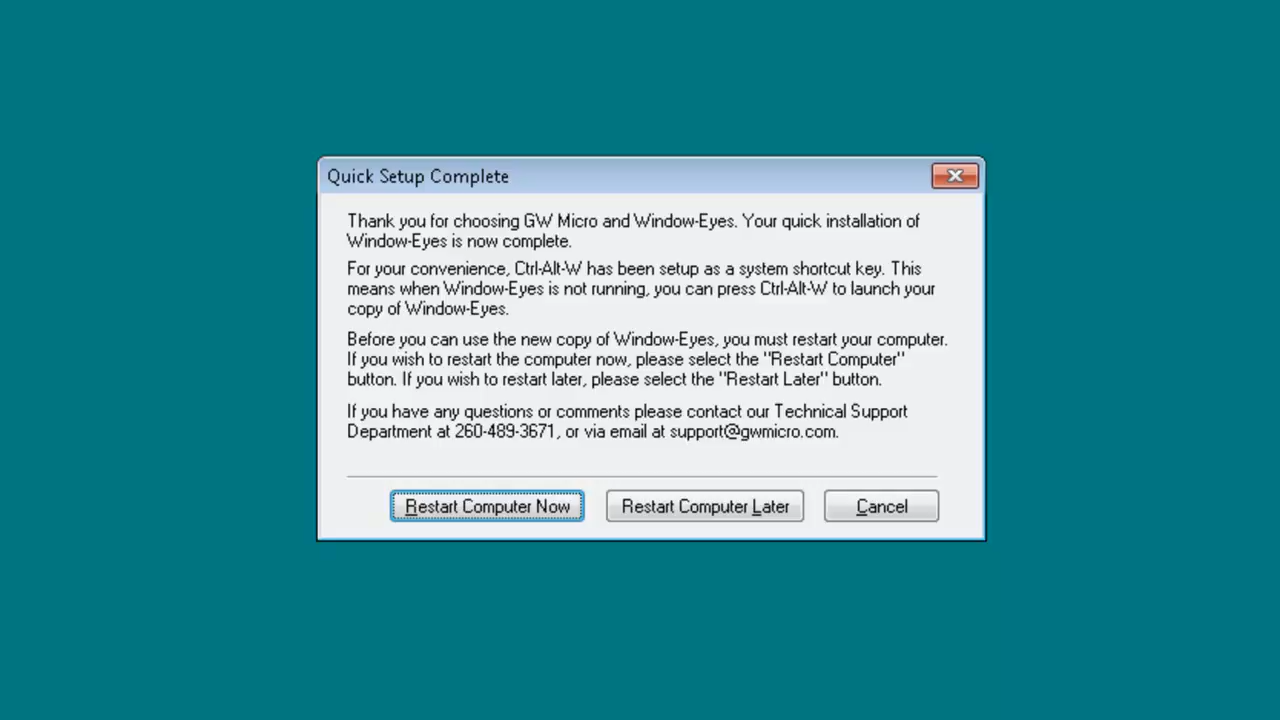 Quick Setup Complete
Thank you for choosing GW Micro and Window-Eyes. Your quick installation of
Window-Eyes is now complete.
For your convenience, Ctrl-Alt-W has been setup as a system shortcut key. This
means when Window-Eyes is not running, you can press Ctrl-Alt-W to launch your
copy of Window-Eyes.
Before you can use the new copy of Window-Eyes, you must restart your computer.
If you wish to restart the computer now, please select the "Restart Computer"
button. If you wish to restart later, please select the "Restart Later" button.
If you have any questions or comments please contact our Technical Support
Department at 260-489-3671, or via email at support@gwmicro.com.
Restart Computer Now Restart Computer Later Cancel